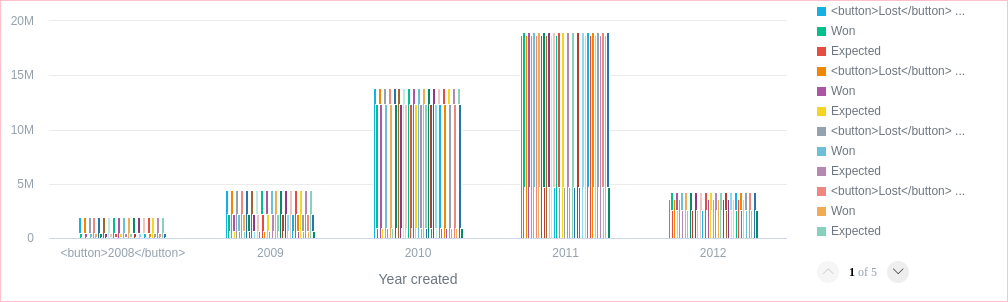 20M
15M
10M
5M
0
<button>2008</button>
2009
2010
2011
2012
Year created
<button>Lost</button> ...
Won
Expected
<button>Lost</button> ...
Won
Expected
<button>Lost</button> ...
Won
Expected
<button>Lost</button> ...
Won
Expected
1 of 5